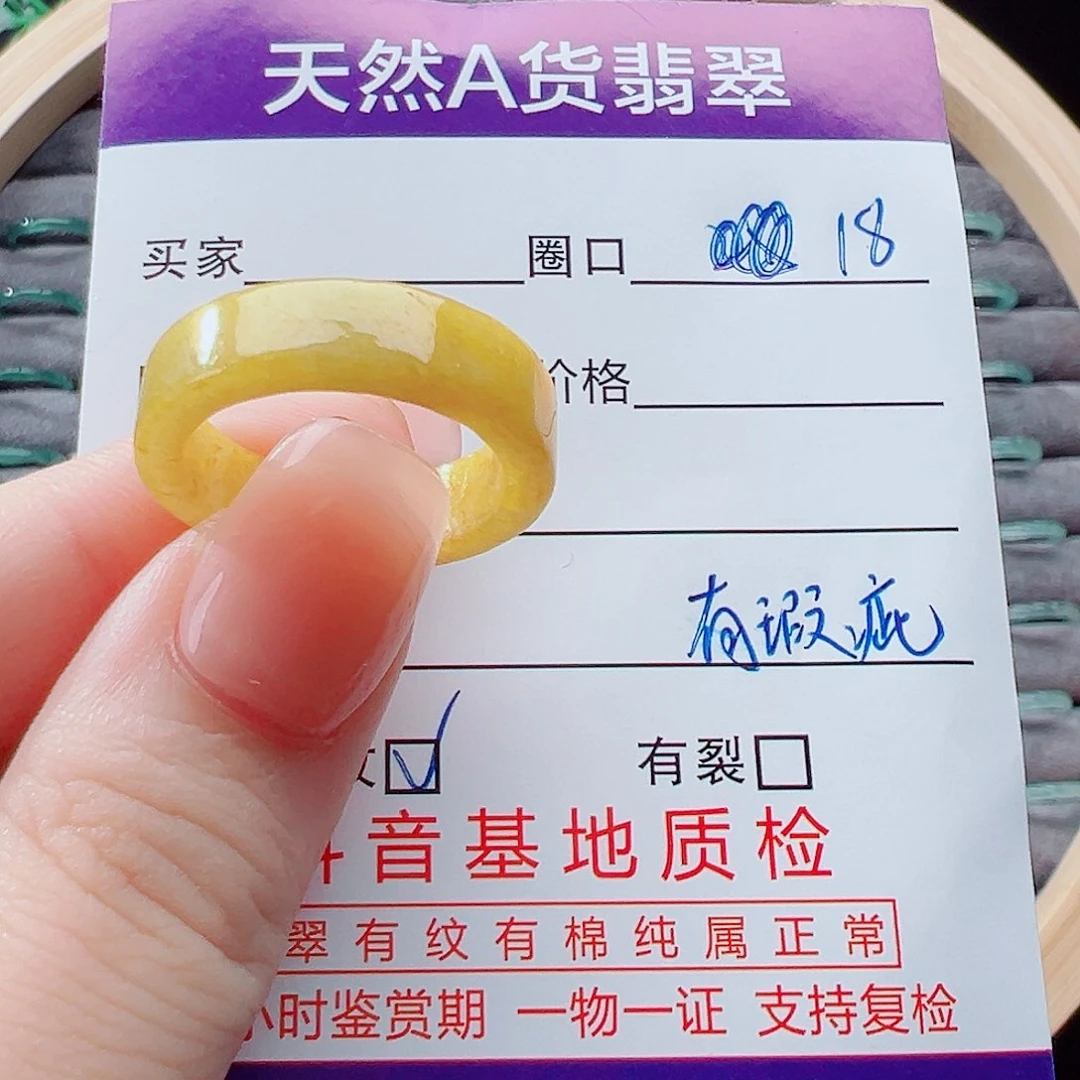 天然A货翡翠
买家 圈口 18
价格
有瑕疵
有裂
音基地质检
翠有纹有棉纯属正常
小时鉴赏期 一物一证 支持复检